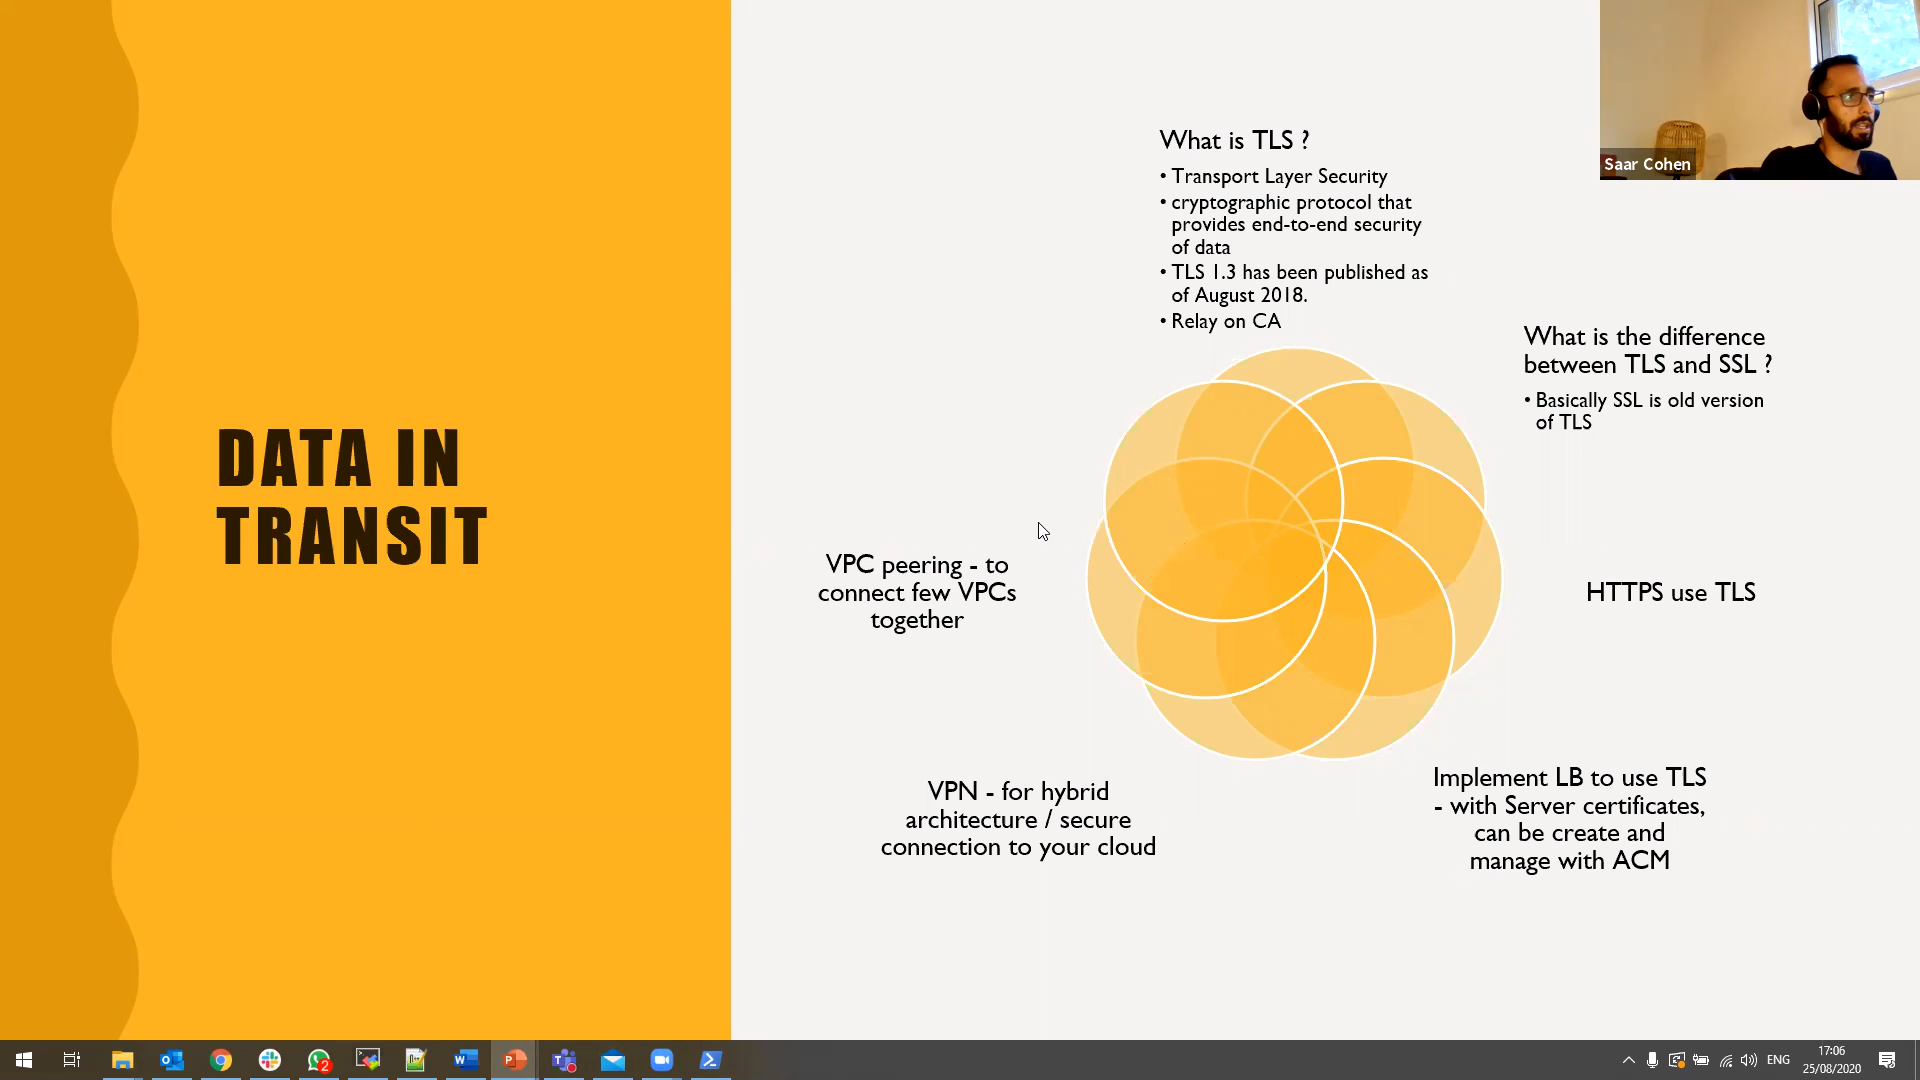 DATA IN
TRANSIT
What is TLS ?
• Transport Layer Security
• cryptographic protocol that
provides end-to-end security
of data
• TLS 1.3 has been published as
of August 2018.
• Relay on CA
What is the difference
between TLS and SSL ?
• Basically SSL is old version
of TLS
HTTPS use TLS
Implement LB to use TLS
- with Server certificates,
can be create and
manage with ACM
VPN - for hybrid
architecture / secure
connection to your cloud
VPC peering - to
connect few VPCs
together
Saar Cohen
2
ENG
17:06
25/08/2020